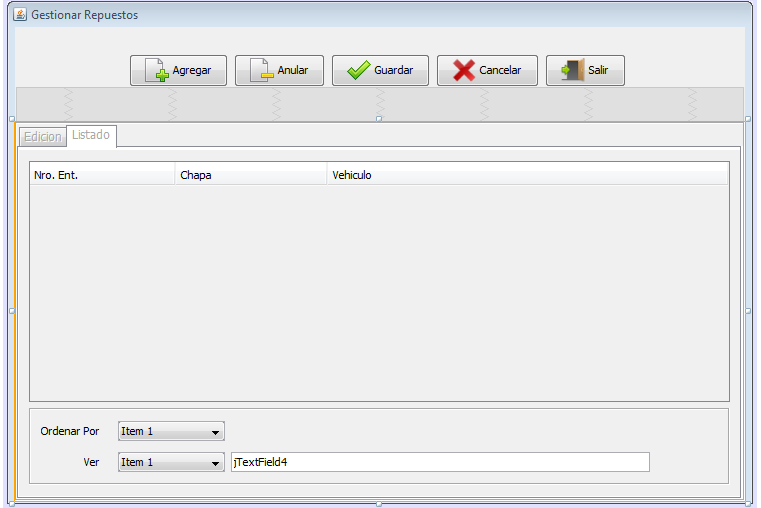 Gestionar Repuestos
Agregar Anular Guardar Cancelar Salir
Edicion Listado
Nro. Ent. Chapa Vehiculo
Ordenar Por Item 1
Ver Item 1 jTextField4